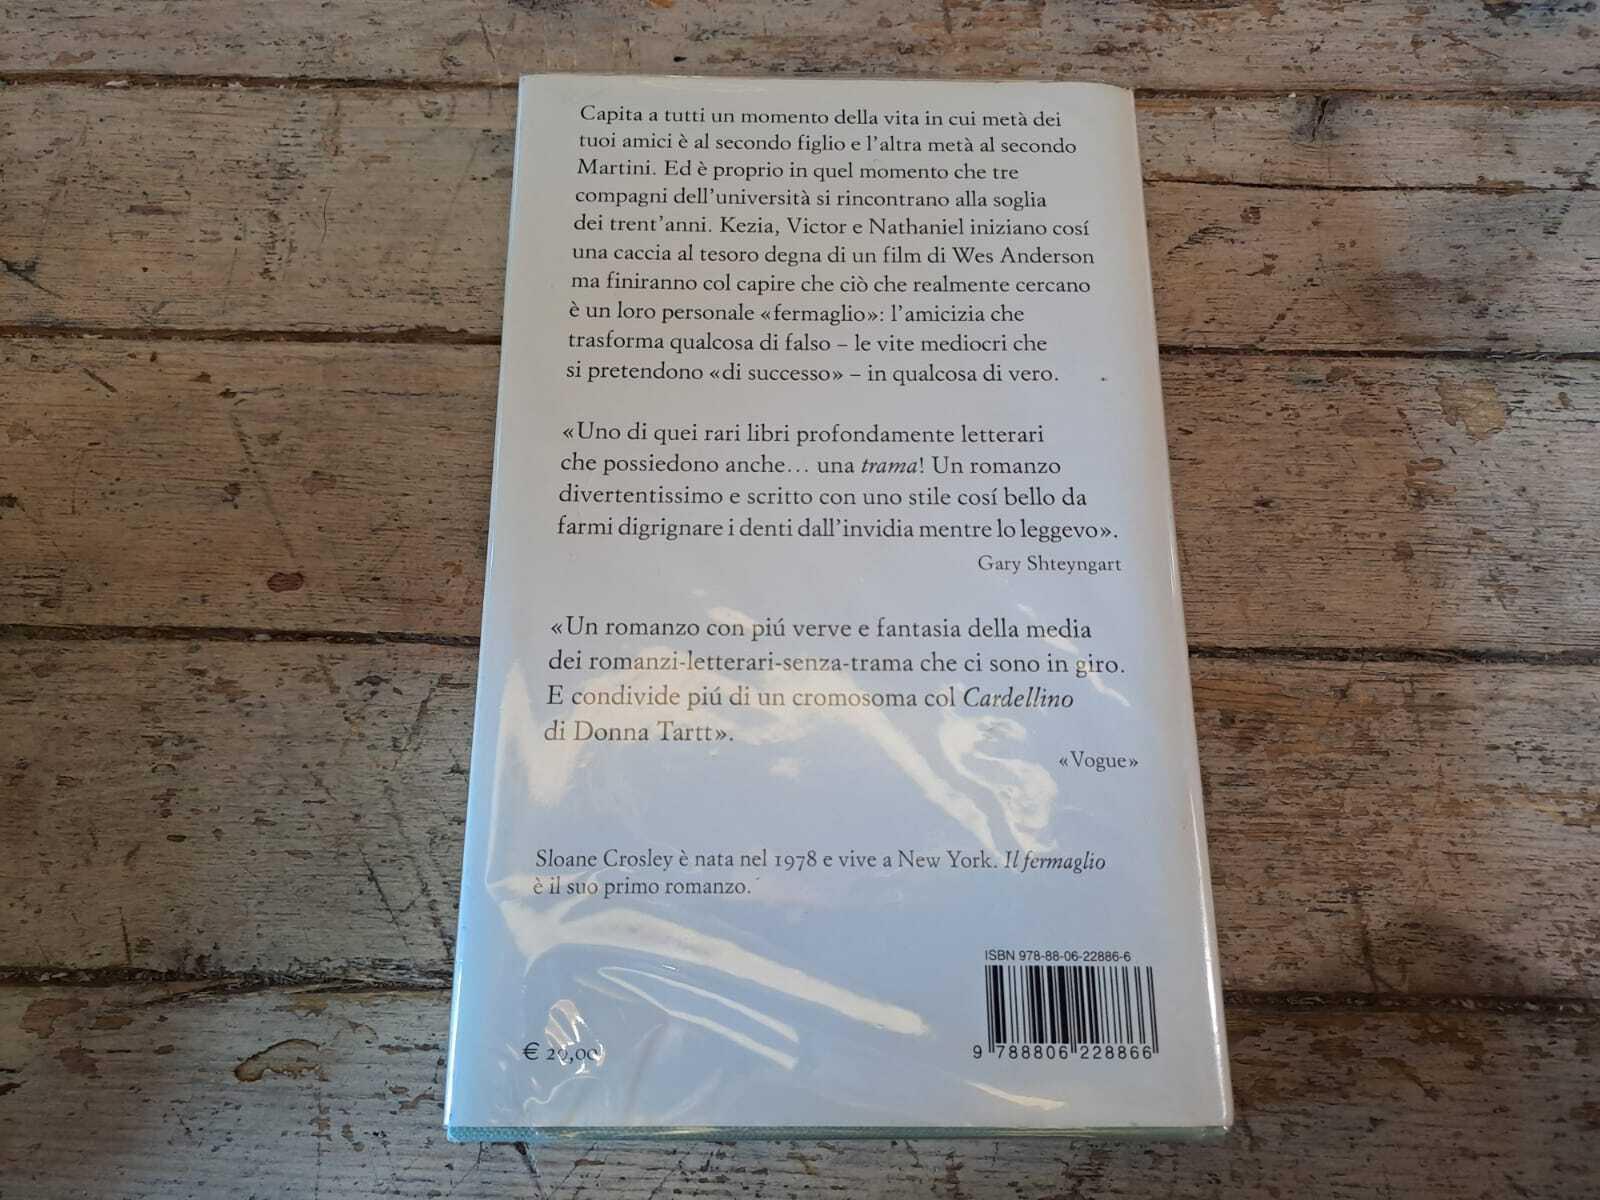 Capita a tutti un momento della vita in cui metà dei
tuoi amici è al secondo figlio e l'altra metà al secondo
Martini. Ed è proprio in quel momento che tre
compagni dell'università si rincontrano alla soglia
dei trent'anni. Kezia, Victor e Nathaniel iniziano cosí
una caccia al tesoro degna di un film di Wes Anderson
ma finiranno col capire che ciò che realmente cercano
è un loro personale «fermaglio»: l'amicizia che
trasforma qualcosa di falso – le vite mediocri che
si pretendono «di successo» – in qualcosa di vero.
«Uno di quei rari libri profondamente letterari
che possiedono anche... una trama! Un romanzo
divertentissimo e scritto con uno stile cosí bello da
farmi digrignare i denti dall'invidia mentre lo leggevo».
Gary Shteyngart
«Un romanzo con piú verve e fantasia della media
dei romanzi-letterari-senza-trama che ci sono in giro.
E condivide piú di un cromosoma col Cardellino
di Donna Tartt».
«Vogue»
Sloane Crosley è nata nel 1978 e vive a New York. Il fermaglio
è il suo primo romanzo.
ISBN 978-88-06-22886-6
9 788806 228866
€ 20,00